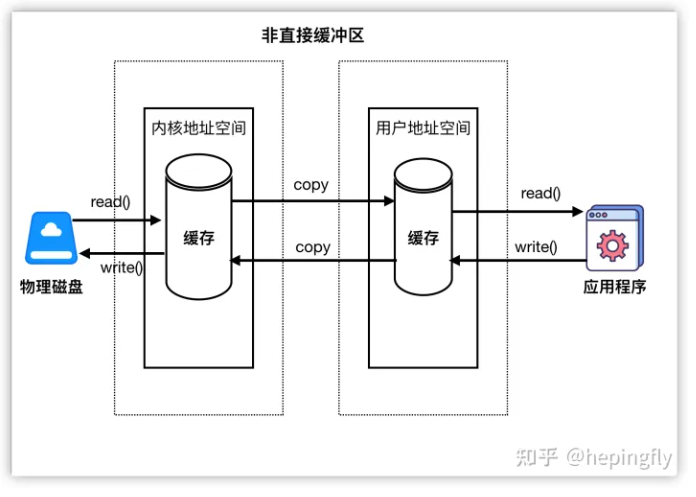 非直接缓冲区
内核地址空间
用户地址空间
copy
read()
read()
缓存
缓存
copy
write()
write()
物理磁盘
应用程序
知乎 @hepingfly